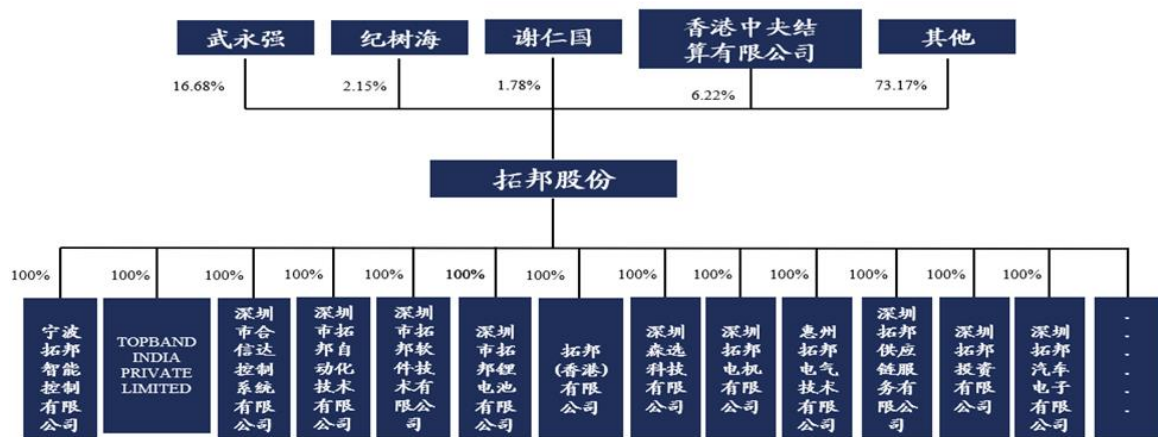 武永强
纪树海
谢仁国
香港中央结
算有限公司
其他
16.68%
2.15%
1.78%
6.22%
73.17%
拓邦股份
100%
100%
100%
100%
100%
100%
100%
100%
100%
100%
100%
100%
100%
宁波
拓邦
智能
控制
有限
公司
TOPBAND
INDIA
PRIVATE
LIMITED
深圳
市合
信达
控制
系统
有限
公司
深圳
市拓
邦自
动化
技术
有限
公司
深圳
市拓
邦软
件技
术有
限公
司
深圳
市拓
邦锂
电池
有限
公司
拓邦
(香港)
有限
公司
深圳
森选
科技
有限
公司
深圳
拓邦
电机
有限
公司
惠州
拓邦
电气
技术
有限
公司
深圳
拓邦
供应
链服
务有
限公
司
深圳
拓邦
投资
有限
公司
深圳
拓邦
汽车
电子
有限
公司